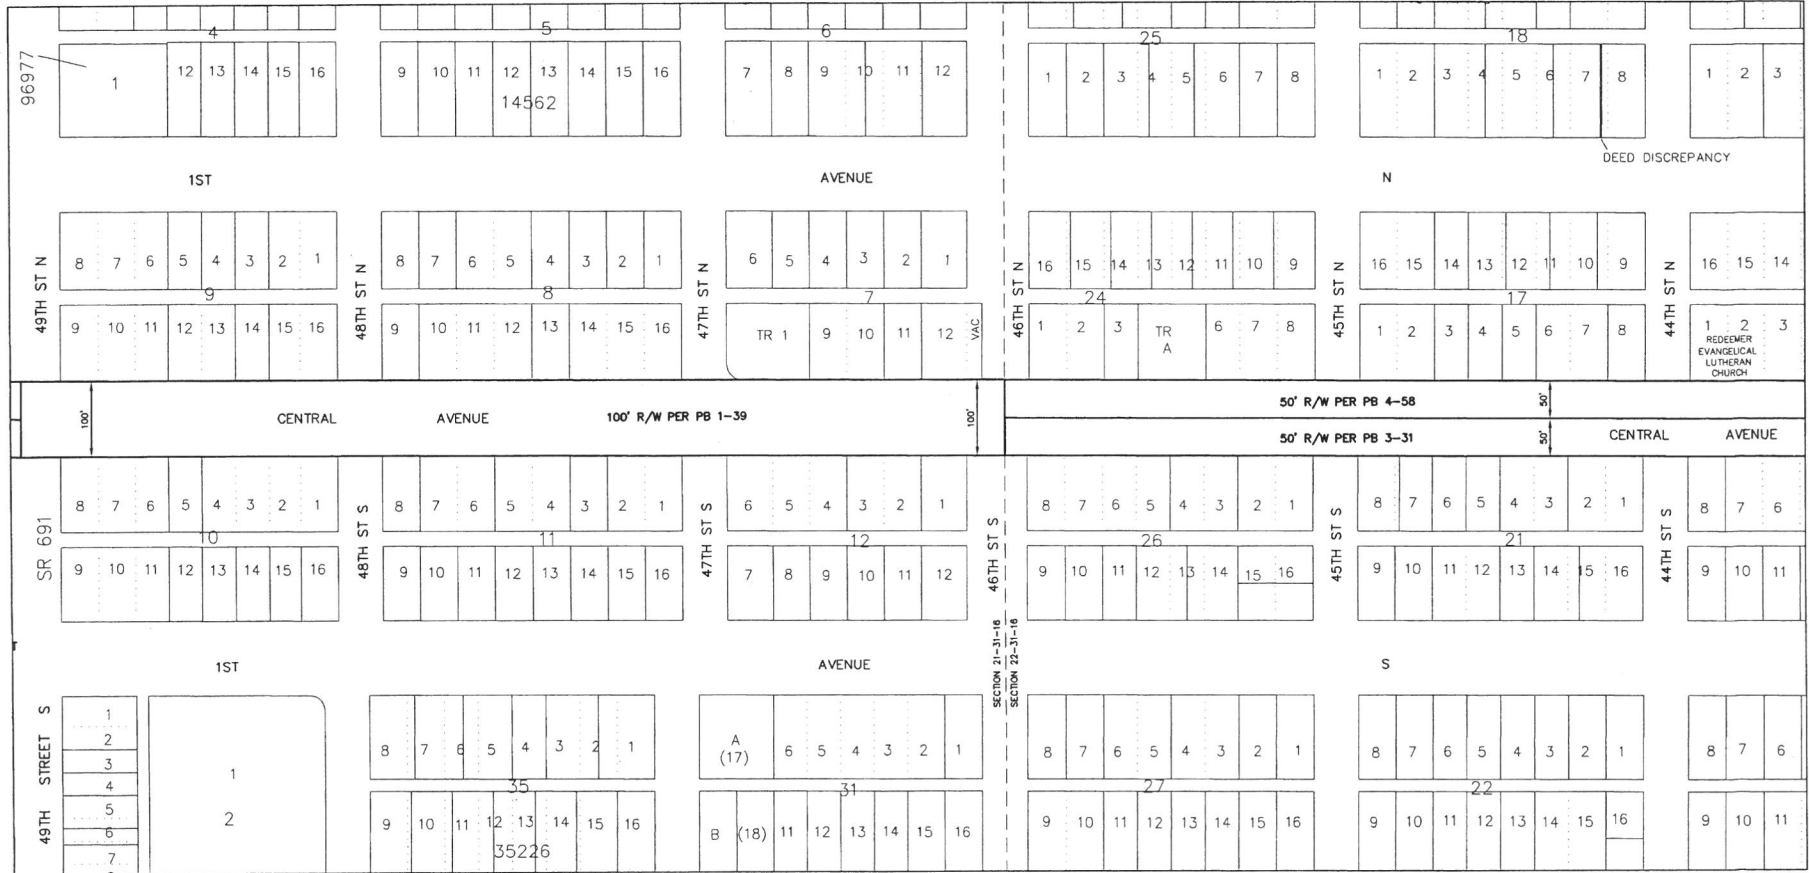 4 5 6 25 18
96977
1 12 13 14 15 16 9 10 11 12 13 14 15 16 7 8 9 10 11 12 1 2 3 4 5 6 7 8 1 2 3 4 5 6 7 8 1 2 3
14562
DEED DISCREPANCY
1ST AVENUE N
49TH ST N
48TH ST N
47TH ST N
46TH ST N
45TH ST N
44TH ST N
8 7 6 5 4 3 2 1 8 7 6 5 4 3 2 1 6 5 4 3 2 1 16 15 14 13 12 11 10 9 16 15 14 13 12 11 10 9 16 15 14
9 8 7 24 17
9 10 11 12 13 14 15 16 9 10 11 12 13 14 15 16 TR 1 9 10 11 12 VAC 1 2 3 TR A 6 7 8 1 2 3 4 5 6 7 8 1 2 3
REDEEMER
EVANGELICAL
LUTHERAN
CHURCH
50' R/W PER PB 4-58 50'
100' CENTRAL AVENUE 100' R/W PER PB 1-39 100'
50' R/W PER PB 3-31 50' CENTRAL AVENUE
SR 691
48TH ST S
47TH ST S
46TH ST S
45TH ST S
44TH ST S
8 7 6 5 4 3 2 1 8 7 6 5 4 3 2 1 6 5 4 3 2 1 8 7 6 5 4 3 2 1 8 7 6 5 4 3 2 1 8 7 6
10 11 12 26 21
9 10 11 12 13 14 15 16 9 10 11 12 13 14 15 16 7 8 9 10 11 12 9 10 11 12 13 14 15 16 9 10 11 12 13 14 15 16 9 10 11
SECTION 21-31-16
SECTION 22-31-16
1ST AVENUE S
49TH STREET S
1
2
3
4
5
6
7
1
2
8 7 6 5 4 3 2 1 A (17) 6 5 4 3 2 1 8 7 6 5 4 3 2 1 8 7 6 5 4 3 2 1 8 7 6
35 31 27 22
9 10 11 12 13 14 15 16 B (18) 11 12 13 14 15 16 9 10 11 12 13 14 15 16 9 10 11 12 13 14 15 16 9 10 11
35226